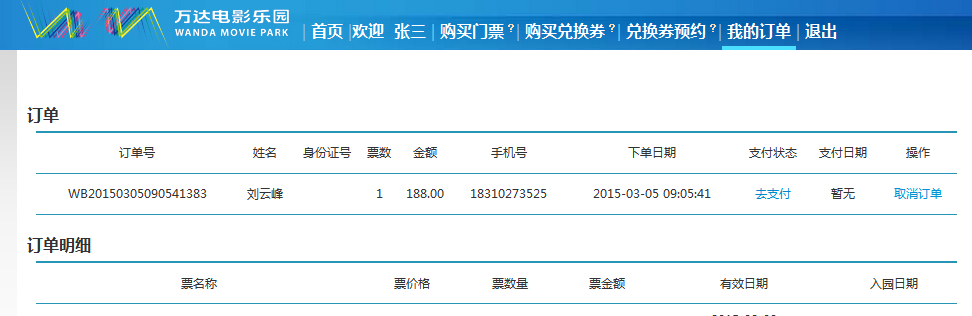 万达电影乐园
WANDA MOVIE PARK
首页 | 欢迎 张三 | 购买门票 ? | 购买兑换券 ? | 兑换券预约 ? | 我的订单 | 退出
订单
订单号 姓名 身份证号 票数 金额 手机号 下单日期 支付状态 支付日期 操作
WB20150305090541383 刘云峰 1 188.00 18310273525 2015-03-05 09:05:41 去支付 暂无 取消订单
订单明细
票名称 票价格 票数量 票金额 有效日期 入园日期